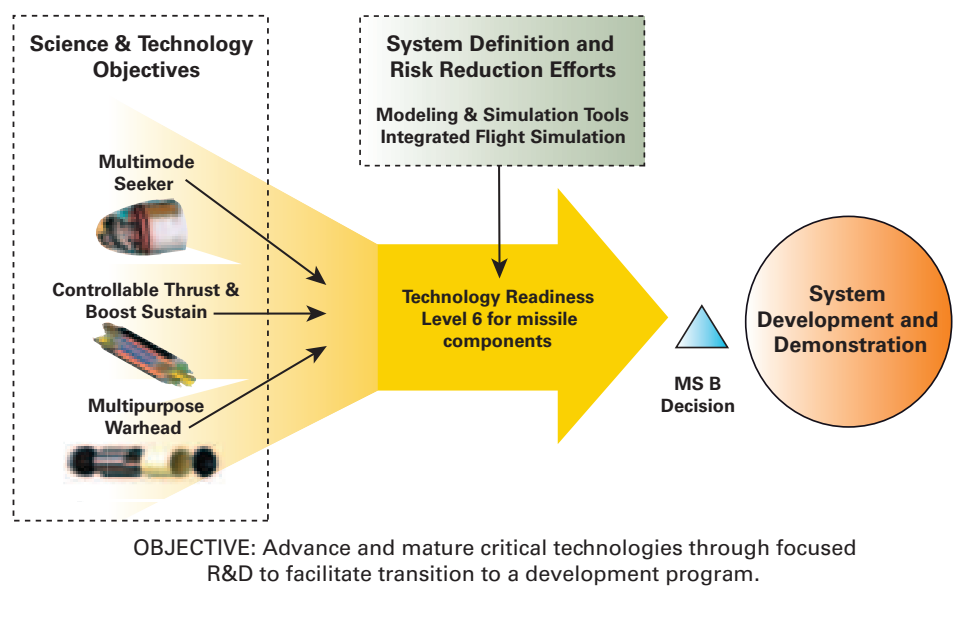 Science & Technology
Objectives
Multimode
Seeker
Controllable Thrust &
Boost Sustain
Multipurpose
Warhead
System Definition and
Risk Reduction Efforts
Modeling & Simulation Tools
Integrated Flight Simulation
Technology Readiness
Level 6 for missile
components
MS B
Decision
System
Development and
Demonstration
OBJECTIVE: Advance and mature critical technologies through focused
R&D to facilitate transition to a development program.